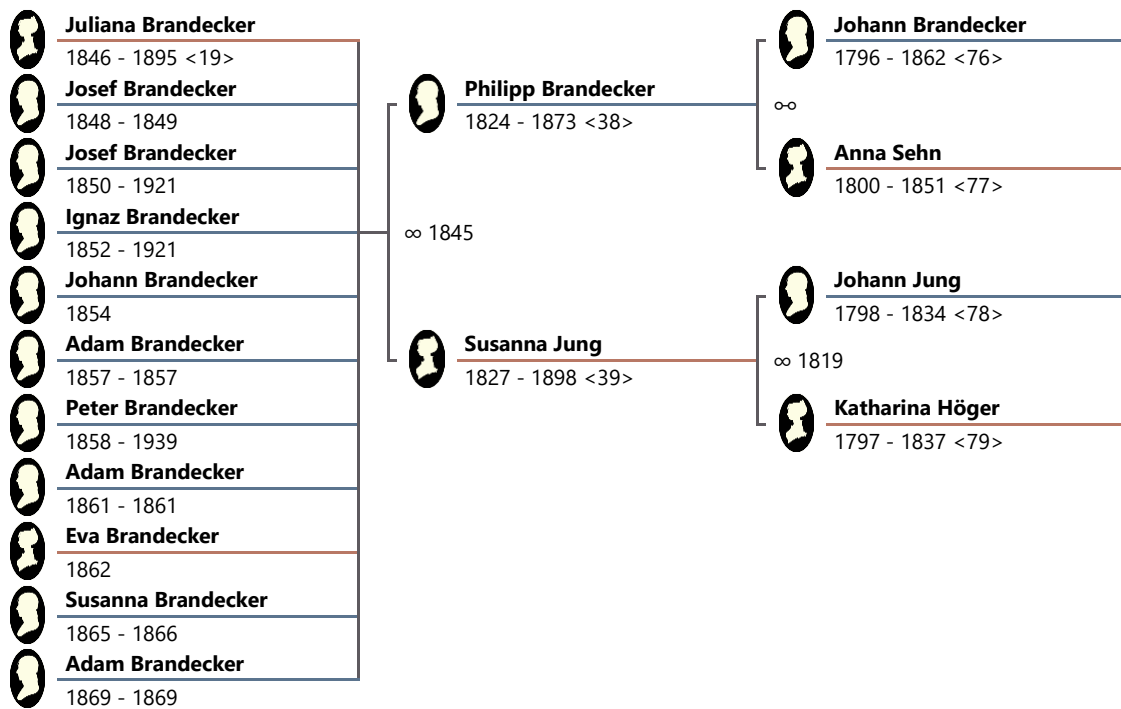 Juliana Brandecker
1846 - 1895 <19>
Josef Brandecker
1848 - 1849
Josef Brandecker
1850 - 1921
Ignaz Brandecker
1852 - 1921
Johann Brandecker
1854
Adam Brandecker
1857 - 1857
Peter Brandecker
1858 - 1939
Adam Brandecker
1861 - 1861
Eva Brandecker
1862
Susanna Brandecker
1865 - 1866
Adam Brandecker
1869 - 1869
Philipp Brandecker
1824 - 1873 <38>
∞ 1845
Susanna Jung
1827 - 1898 <39>
Johann Brandecker
1796 - 1862 <76>
⚯
Anna Sehn
1800 - 1851 <77>
Johann Jung
1798 - 1834 <78>
∞ 1819
Katharina Höger
1797 - 1837 <79>